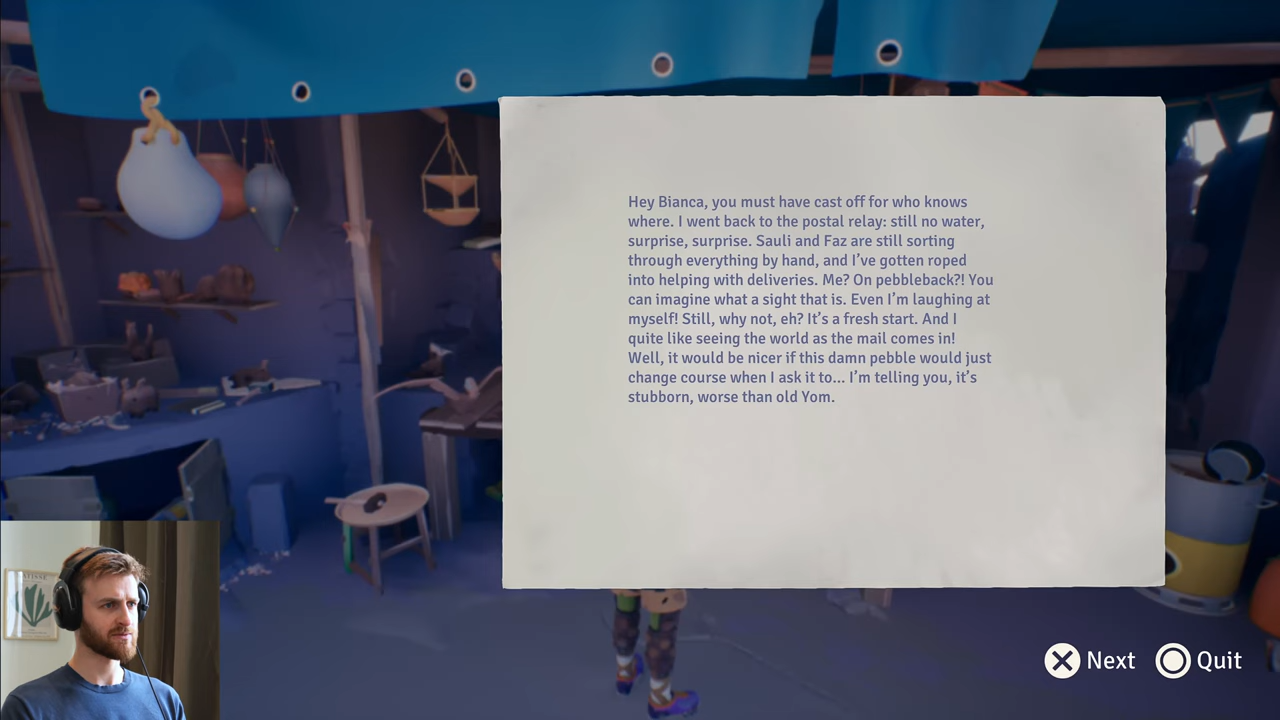 Hey Bianca, you must have cast off for who knows
where. I went back to the postal relay: still no water,
surprise, surprise. Sauli and Faz are still sorting
through everything by hand, and I've gotten roped
into helping with deliveries. Me? On pebbleback?! You
can imagine what a sight that is. Even I'm laughing at
myself! Still, why not, eh? It's a fresh start. And I
quite like seeing the world as the mail comes in!
Well, it would be nicer if this damn pebble would just
change course when I ask it to... I'm telling you, it's
stubborn, worse than old Yom.
Next
Quit